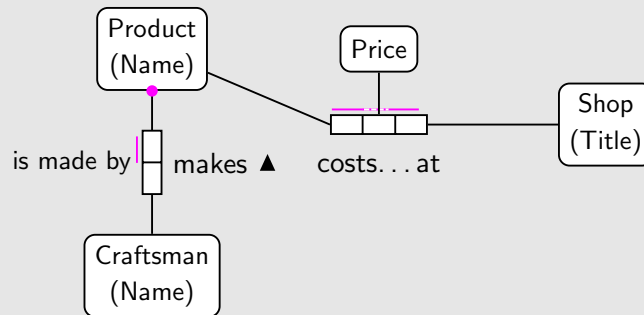 Product
(Name)
Price
Shop
(Title)
is made by
makes ▲
costs... at
Craftsman
(Name)